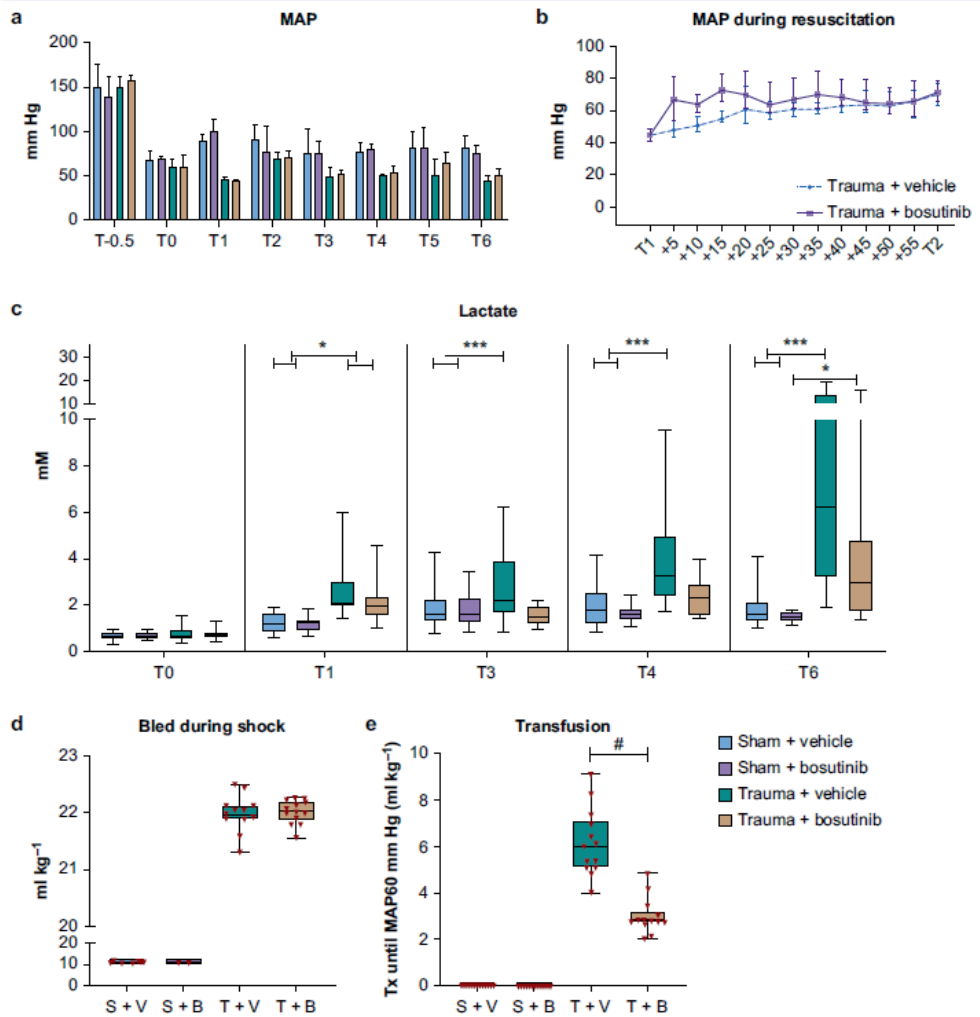 a
MAP
mm Hg
200
150
100
50
0
T-0.5 T0 T1 T2 T3 T4 T5 T6
b
MAP during resuscitation
mm Hg
100
80
60
40
20
0
Trauma + vehicle
Trauma + bosutinib
T1 +5 +10 +15 +20 +25 +30 +35 +40 +45 +50 +55 T2
c
Lactate
mM
30
20
10
10
8
6
4
2
0
* *** *** *** *
T0 T1 T3 T4 T6
d
Bled during shock
ml kg⁻¹
23
22
21
20
20
10
0
S + V S + B T + V T + B
e
Transfusion
Tx until MAP60 mm Hg (ml kg⁻¹)
10
8
6
4
2
0
#
S + V S + B T + V T + B
Sham + vehicle
Sham + bosutinib
Trauma + vehicle
Trauma + bosutinib